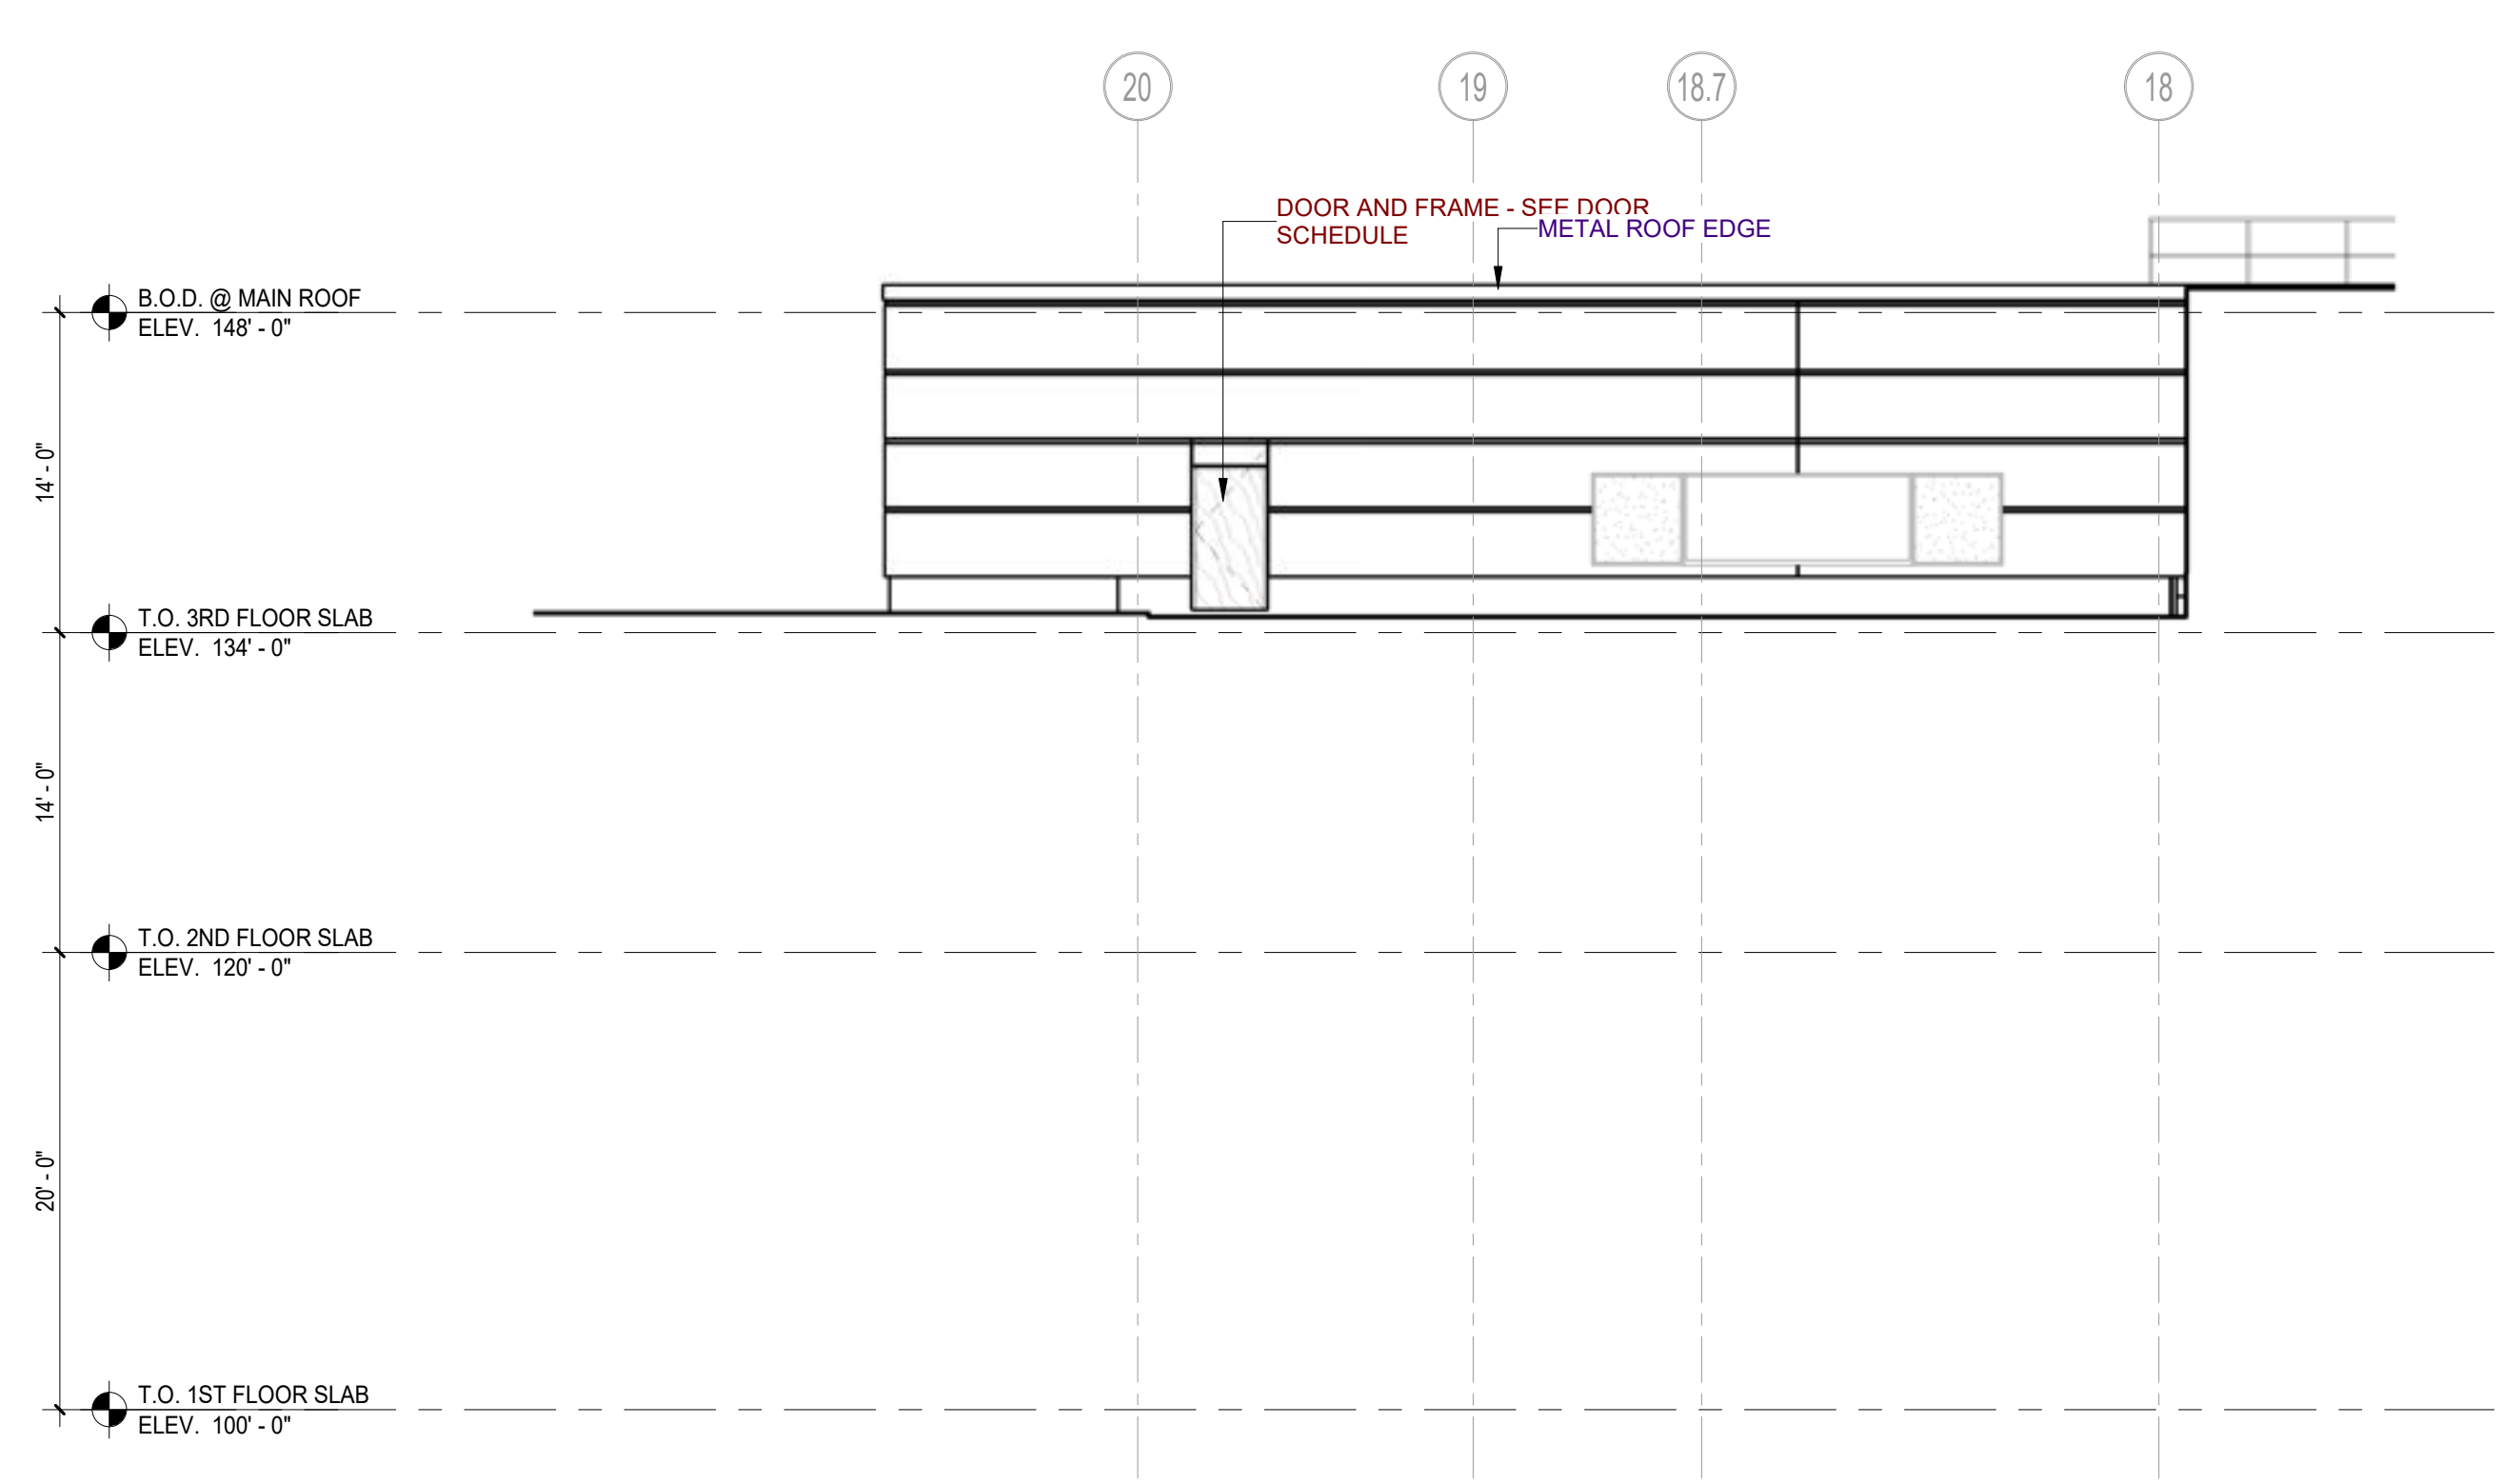 20
19
18.7
18
DOOR AND FRAME - SEE DOOR
SCHEDULE
METAL ROOF EDGE
B.O.D. @ MAIN ROOF
ELEV. 148' - 0"
14' - 0"
T.O. 3RD FLOOR SLAB
ELEV. 134' - 0"
14' - 0"
T.O. 2ND FLOOR SLAB
ELEV. 120' - 0"
20' - 0"
T.O. 1ST FLOOR SLAB
ELEV. 100' - 0"